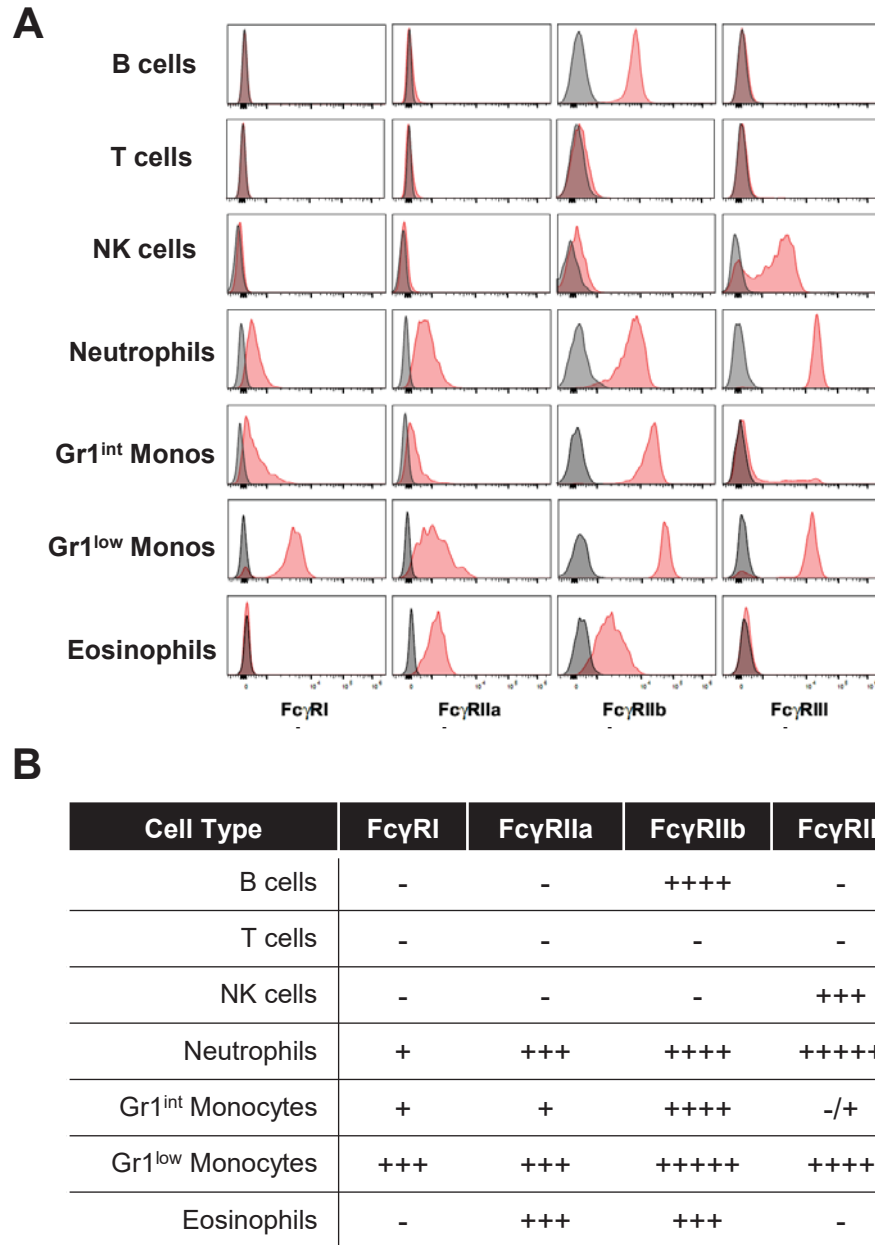 A
B cells
T cells
NK cells
Neutrophils
Gr1int Monos
Gr1low Monos
Eosinophils
FcγRI FcγRIIa FcγRIIb FcγRIII
B
Cell Type FcγRI FcγRIIa FcγRIIb FcγRII
B cells - - ++++ -
T cells - - - -
NK cells - - - +++
Neutrophils + +++ ++++ +++++
Gr1int Monocytes + + ++++ -/+
Gr1low Monocytes +++ +++ +++++ ++++
Eosinophils - +++ +++ -